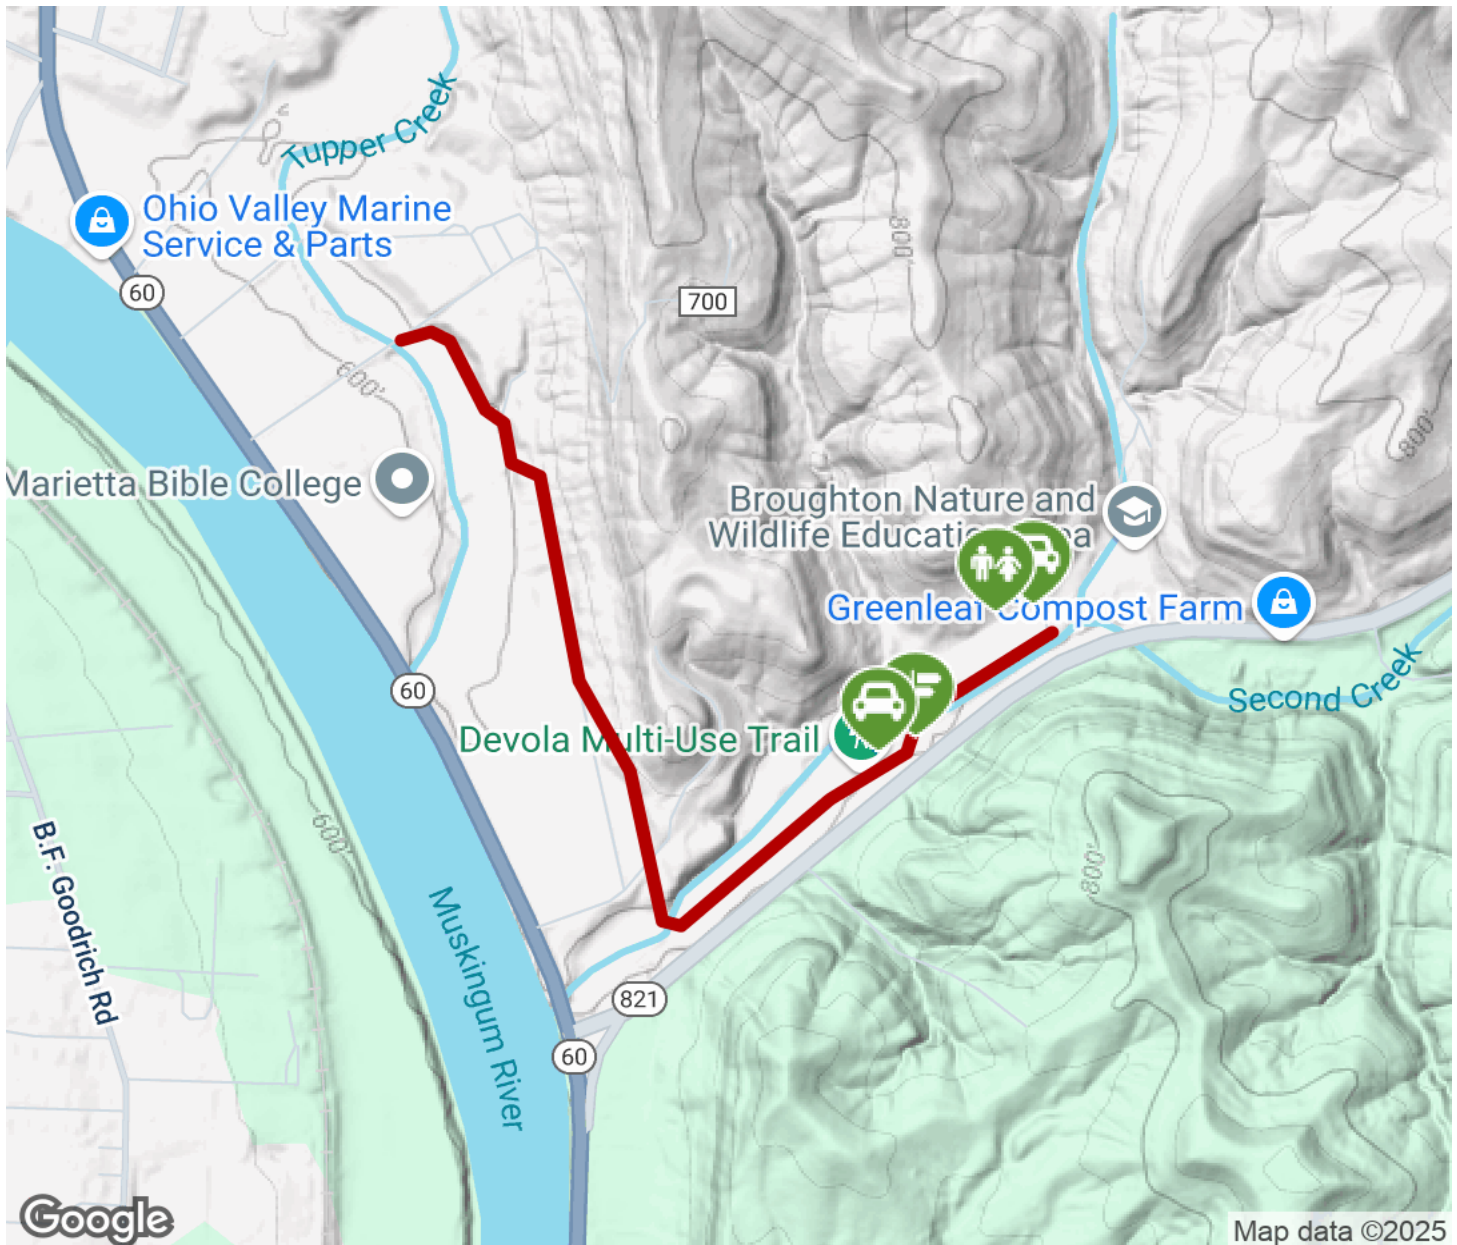 Tupper Creek
Ohio Valley Marine
Service & Parts
60
800'
700
600'
800'
Marietta Bible College
Broughton Nature and
Wildlife
Greenleaf Compost Farm
Second Creek
60
Devola Multi-Use Trail
600'
B.F. Goodrich Rd
800'
Muskingum River
821
60
Google
Map data ©2025